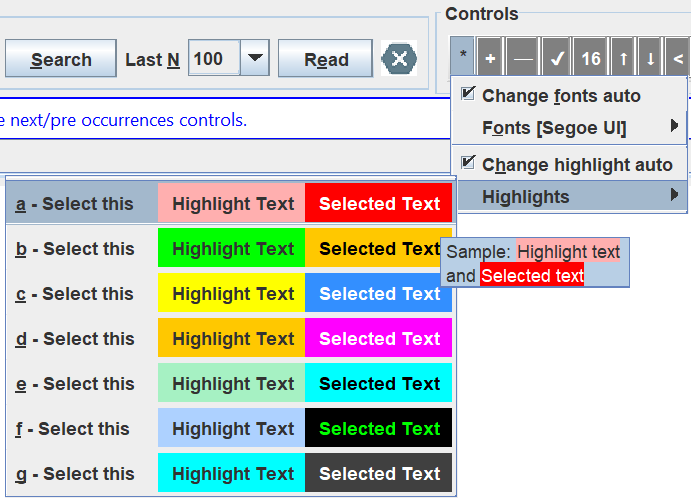 Controls
Search Last N 100 Read
* + — ✓ 16 ↑ ↓ <
Change fonts auto
e next/pre occurrences controls.
Fonts [Segoe UI]
Change highlight auto
Highlights
a - Select this Highlight Text Selected Text
b - Select this Highlight Text Selected Text
c - Select this Highlight Text Selected Text
d - Select this Highlight Text Selected Text
e - Select this Highlight Text Selected Text
f - Select this Highlight Text Selected Text
g - Select this Highlight Text Selected Text
Sample: Highlight text
and Selected text